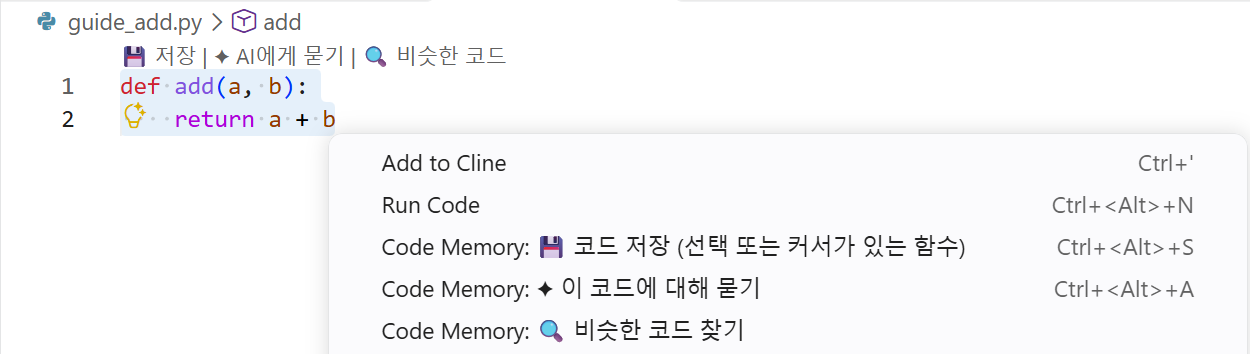 guide_add.py > add
💾 저장 | ✦ AI에게 묻기 | 🔍 비슷한 코드
1 def add(a, b):
2 return a + b
Add to Cline Ctrl+'
Run Code Ctrl+<Alt>+N
Code Memory: 💾 코드 저장 (선택 또는 커서가 있는 함수) Ctrl+<Alt>+S
Code Memory: ✦ 이 코드에 대해 묻기 Ctrl+<Alt>+A
Code Memory: 🔍 비슷한 코드 찾기